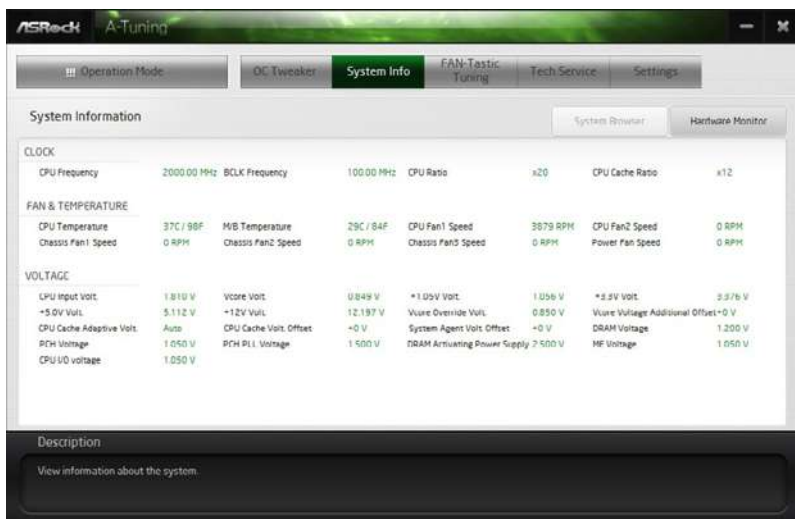 ASRock A-Tuning
Operation Mode OC Tweaker System Info FAN-Tastic Tuning Tech Service Settings
System Information System Browser Hardware Monitor
CLOCK
CPU Frequency 2000.00 MHz BCLK Frequency 100.00 MHz CPU Ratio x20 CPU Cache Ratio x12
FAN & TEMPERATURE
CPU Temperature 37C / 98F M/B Temperature 29C / 84F CPU Fan1 Speed 3879 RPM CPU Fan2 Speed 0 RPM
Chassis Fan1 Speed 0 RPM Chassis Fan2 Speed 0 RPM Chassis Fan3 Speed 0 RPM Power Fan Speed 0 RPM
VOLTAGE
CPU Input Volt. 1.810 V Vcore Volt. 0.849 V +1.05V Volt. 1.056 V +3.3V Volt. 3.376 V
+5.0V Volt. 5.112 V +12V Volt. 12.197 V Vcore Override Volt. 0.850 V Vcore Voltage Additional Offset +0 V
CPU Cache Adaptive Volt. Auto CPU Cache Volt. Offset +0 V System Agent Volt. Offset +0 V DRAM Voltage 1.200 V
PCH Voltage 1.050 V PCH PLL Voltage 1.500 V DRAM Activating Power Supply 2.500 V ME Voltage 1.050 V
CPU I/O voltage 1.050 V
Description
View information about the system.